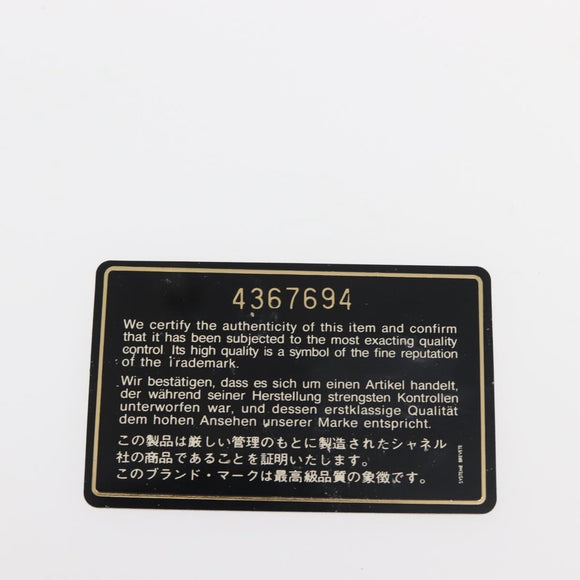 4367694
We certify the authenticity of this item and confirm
that it has been subjected to the most exacting quality
control. Its high quality is a symbol of the fine reputation
of the Trademark.
Wir bestätigen, dass es sich um einen Artikel handelt,
der während seiner Herstellung strengsten Kontrollen
unterworfen war, und dessen erstklassige Qualität
dem hohen Ansehen unserer Marke entspricht.
この製品は厳しい管理のもとに製造されたシャネル
社の商品であることを証明いたします。
このブランド・マークは最高級品質の象徴です。
SYSTÈME BREVETÉ